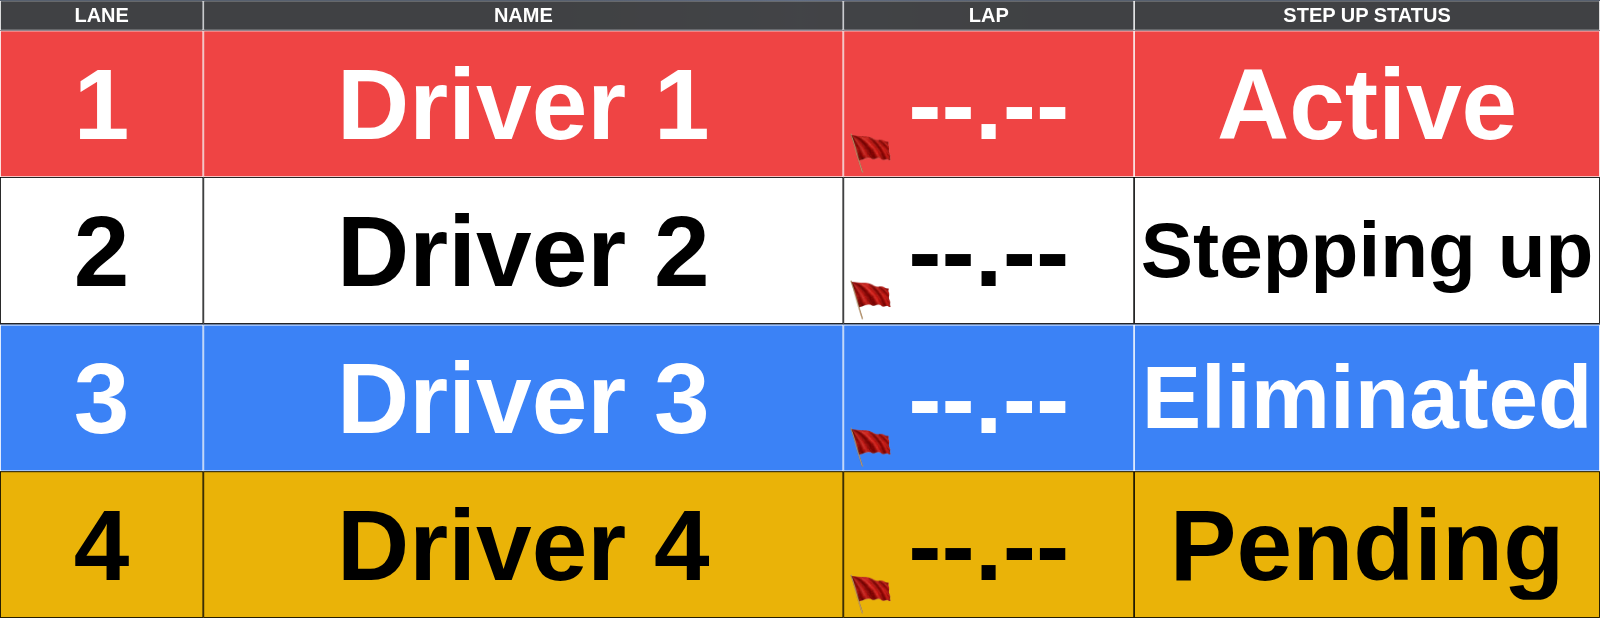 LANE NAME LAP STEP UP STATUS
1 Driver 1 --.-- Active
2 Driver 2 --.-- Stepping up
3 Driver 3 --.-- Eliminated
4 Driver 4 --.-- Pending